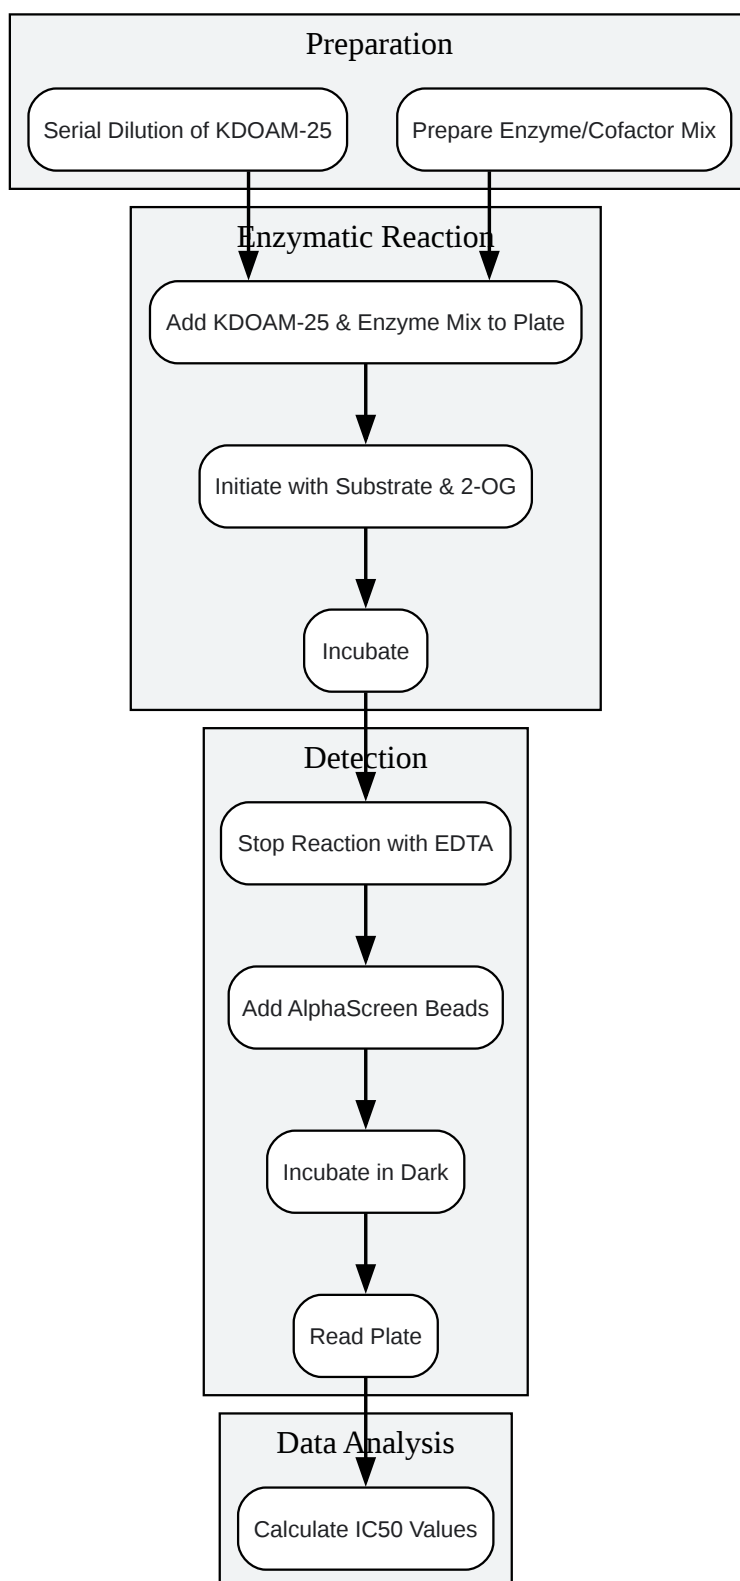 Preparation
Serial Dilution of KDOAM-25
Prepare Enzyme/Cofactor Mix
Enzymatic Reaction
Add KDOAM-25 & Enzyme Mix to Plate
Initiate with Substrate & 2-OG
Incubate
Detection
Stop Reaction with EDTA
Add AlphaScreen Beads
Incubate in Dark
Read Plate
Data Analysis
Calculate IC50 Values